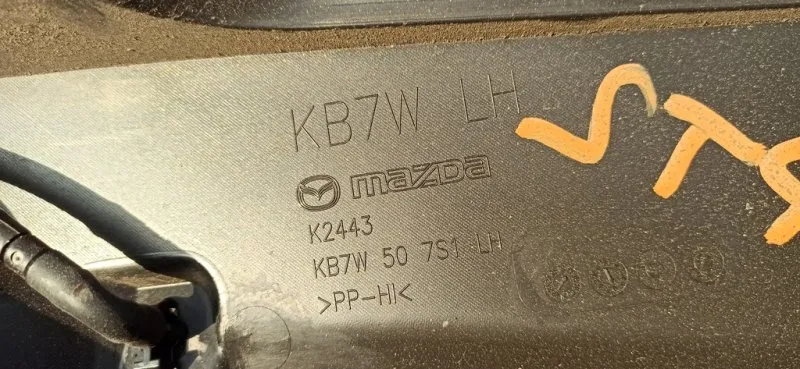 KB7W LH
mazda
K2443
KB7W 50 7S1 LH
>PP-HI<